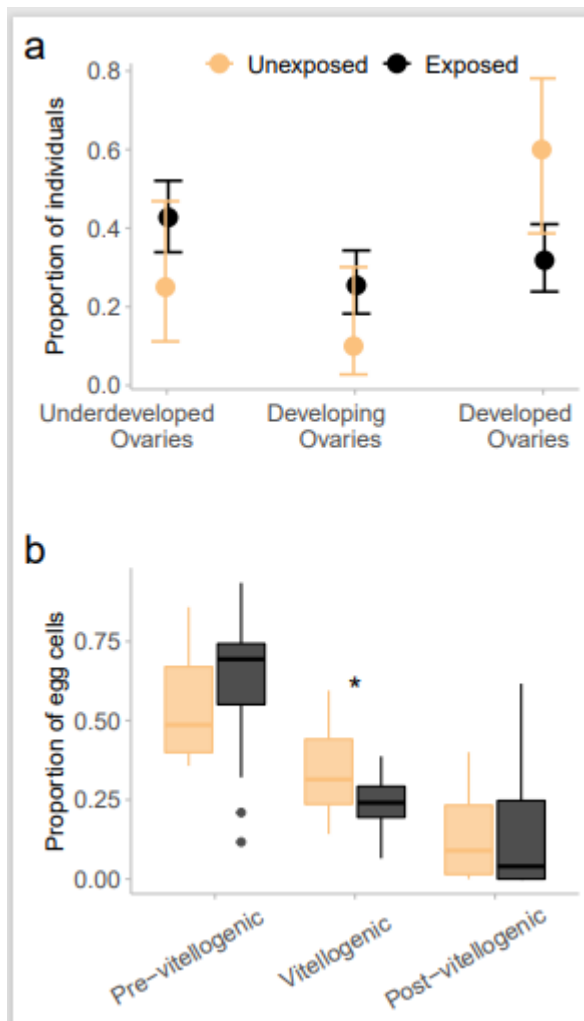 a
Unexposed Exposed
Proportion of individuals
0.8
0.6
0.4
0.2
0.0
Underdeveloped Ovaries
Developing Ovaries
Developed Ovaries
b
Proportion of egg cells
0.75
0.50
0.25
0.00
*
Pre-vitellogenic
Vitellogenic
Post-vitellogenic